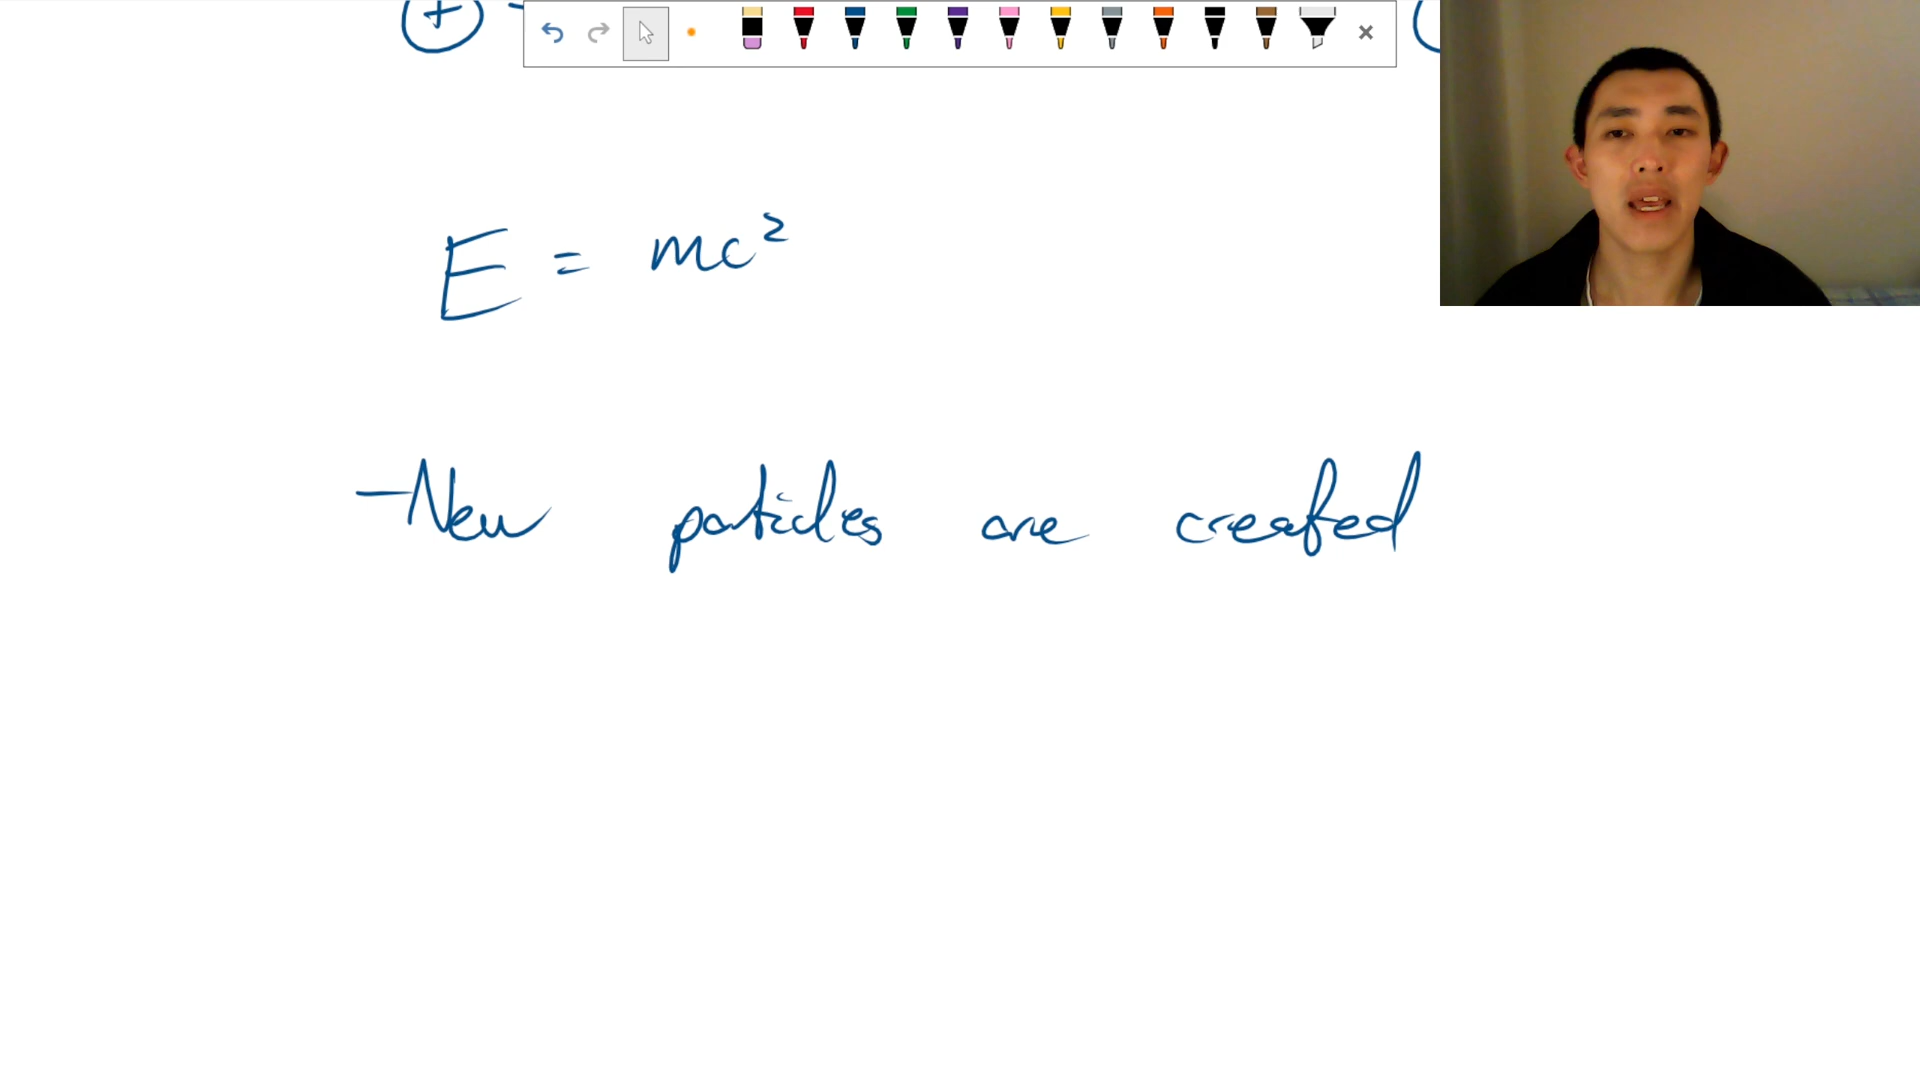 +
E = mc²
- New particles are created